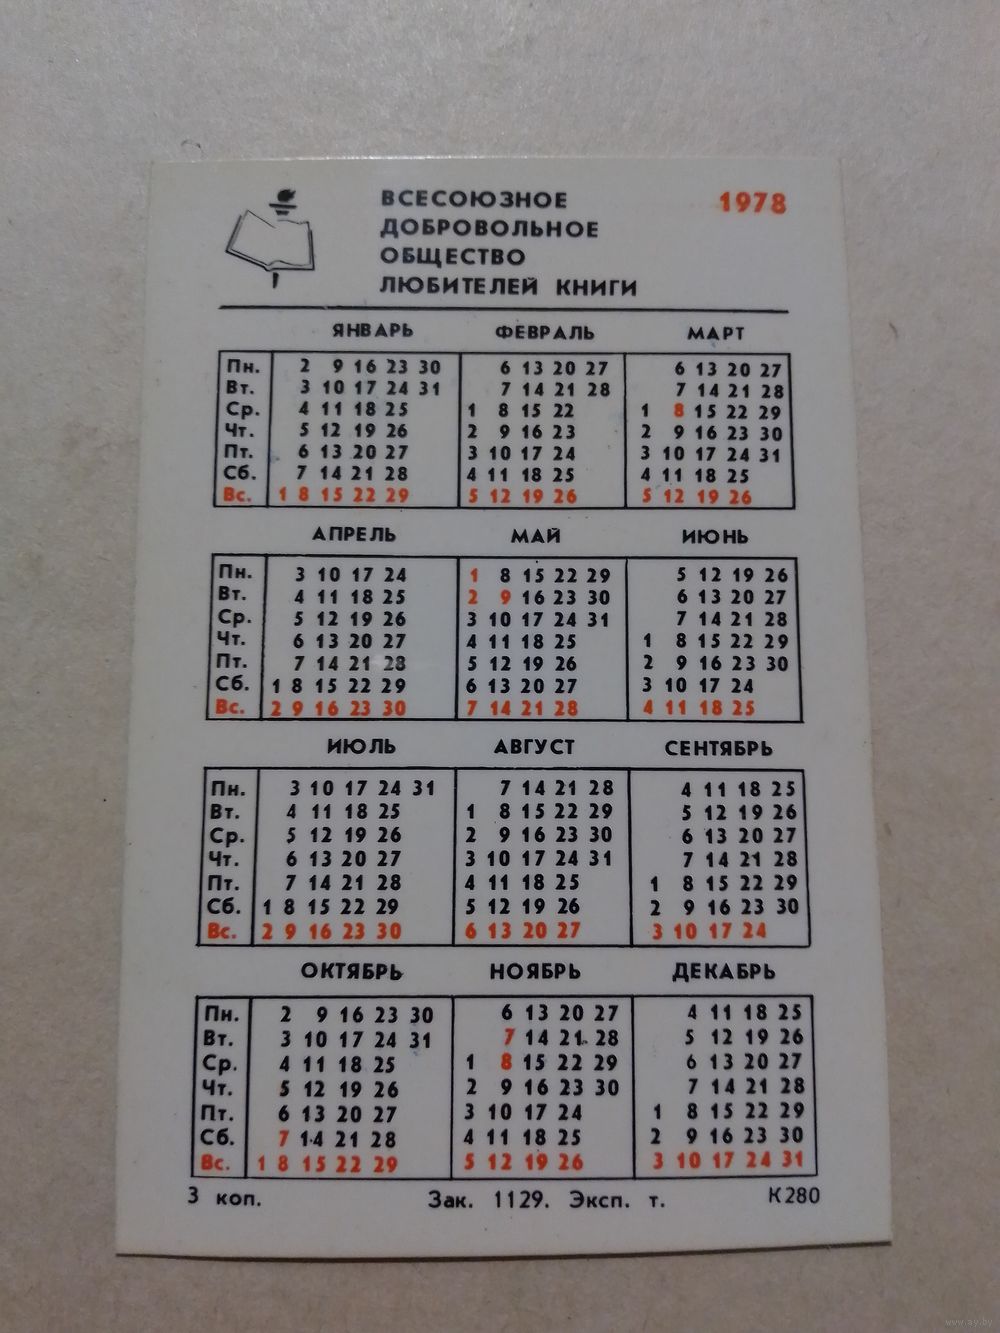 ВСЕСОЮЗНОЕ
ДОБРОВОЛЬНОЕ
ОБЩЕСТВО
ЛЮБИТЕЛЕЙ КНИГИ
1978
ЯНВАРЬ ФЕВРАЛЬ МАРТ
Пн. 2 9 16 23 30 6 13 20 27 6 13 20 27
Вт. 3 10 17 24 31 7 14 21 28 7 14 21 28
Ср. 4 11 18 25 1 8 15 22 1 8 15 22 29
Чт. 5 12 19 26 2 9 16 23 2 9 16 23 30
Пт. 6 13 20 27 3 10 17 24 3 10 17 24 31
Сб. 7 14 21 28 4 11 18 25 4 11 18 25
Вс. 1 8 15 22 29 5 12 19 26 5 12 19 26
АПРЕЛЬ МАЙ ИЮНЬ
Пн. 3 10 17 24 1 8 15 22 29 5 12 19 26
Вт. 4 11 18 25 2 9 16 23 30 6 13 20 27
Ср. 5 12 19 26 3 10 17 24 31 7 14 21 28
Чт. 6 13 20 27 4 11 18 25 1 8 15 22 29
Пт. 7 14 21 28 5 12 19 26 2 9 16 23 30
Сб. 1 8 15 22 29 6 13 20 27 3 10 17 24
Вс. 2 9 16 23 30 7 14 21 28 4 11 18 25
ИЮЛЬ АВГУСТ СЕНТЯБРЬ
Пн. 3 10 17 24 31 7 14 21 28 4 11 18 25
Вт. 4 11 18 25 1 8 15 22 29 5 12 19 26
Ср. 5 12 19 26 2 9 16 23 30 6 13 20 27
Чт. 6 13 20 27 3 10 17 24 31 7 14 21 28
Пт. 7 14 21 28 4 11 18 25 1 8 15 22 29
Сб. 1 8 15 22 29 5 12 19 26 2 9 16 23 30
Вс. 2 9 16 23 30 6 13 20 27 3 10 17 24
ОКТЯБРЬ НОЯБРЬ ДЕКАБРЬ
Пн. 2 9 16 23 30 6 13 20 27 4 11 18 25
Вт. 3 10 17 24 31 7 14 21 28 5 12 19 26
Ср. 4 11 18 25 1 8 15 22 29 6 13 20 27
Чт. 5 12 19 26 2 9 16 23 30 7 14 21 28
Пт. 6 13 20 27 3 10 17 24 1 8 15 22 29
Сб. 7 14 21 28 4 11 18 25 2 9 16 23 30
Вс. 1 8 15 22 29 5 12 19 26 3 10 17 24 31
3 коп. Зак. 1129. Эксп. т. К280
www.ay.by